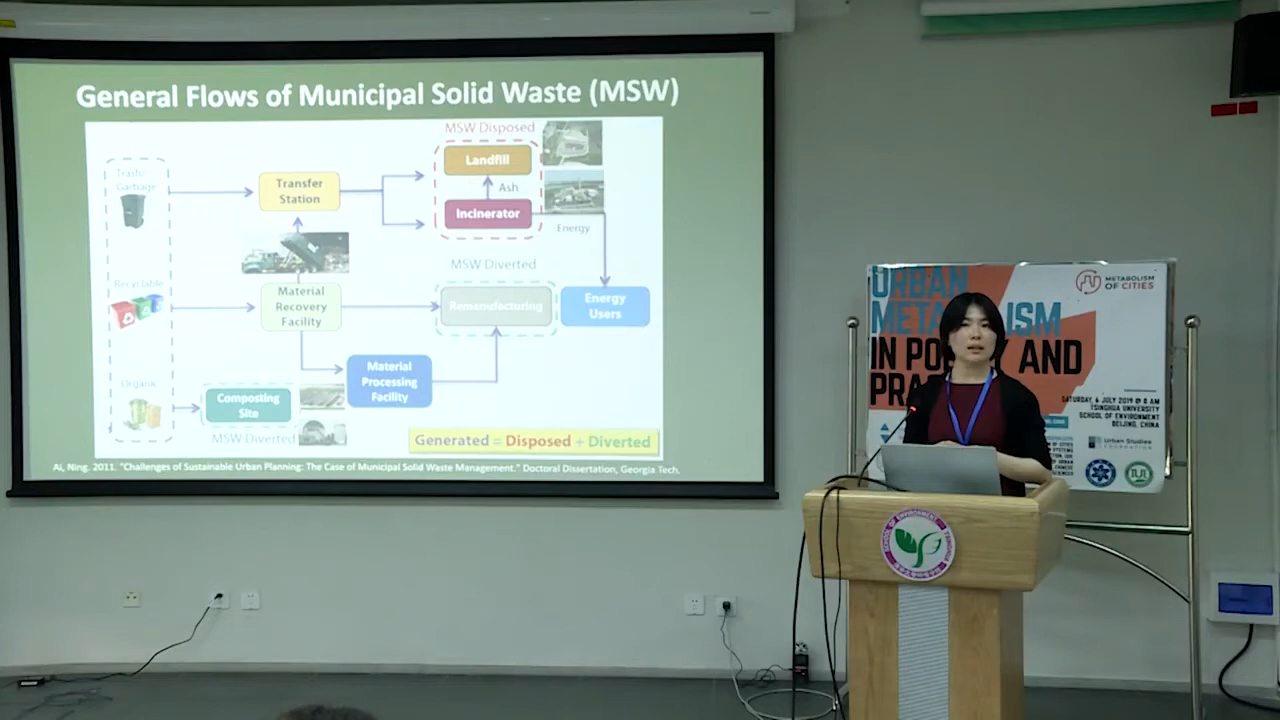 General Flows of Municipal Solid Waste (MSW)
MSW Disposed
Trash/
Garbage
Transfer
Station
Landfill
Ash
Incinerator
Energy
MSW Diverted
Recyclable
Material
Recovery
Facility
Remanufacturing
Energy
Users
Organic
Material
Processing
Facility
Composting
Site
MSW Diverted
Generated = Disposed + Diverted
Ai, Ning. 2011. "Challenges of Sustainable Urban Planning: The Case of Municipal Solid Waste Management." Doctoral Dissertation, Georgia Tech.
URBAN
IN
AND
METABOLISM
OF CITIES
SATURDAY, 6 JULY 2019 @ 8 AM
TSINGHUA UNIVERSITY
SCHOOL OF ENVIRONMENT
BEIJING, CHINA
Urban Studies
FOUNDATION
SCHOOL OF ENVIRONMENT